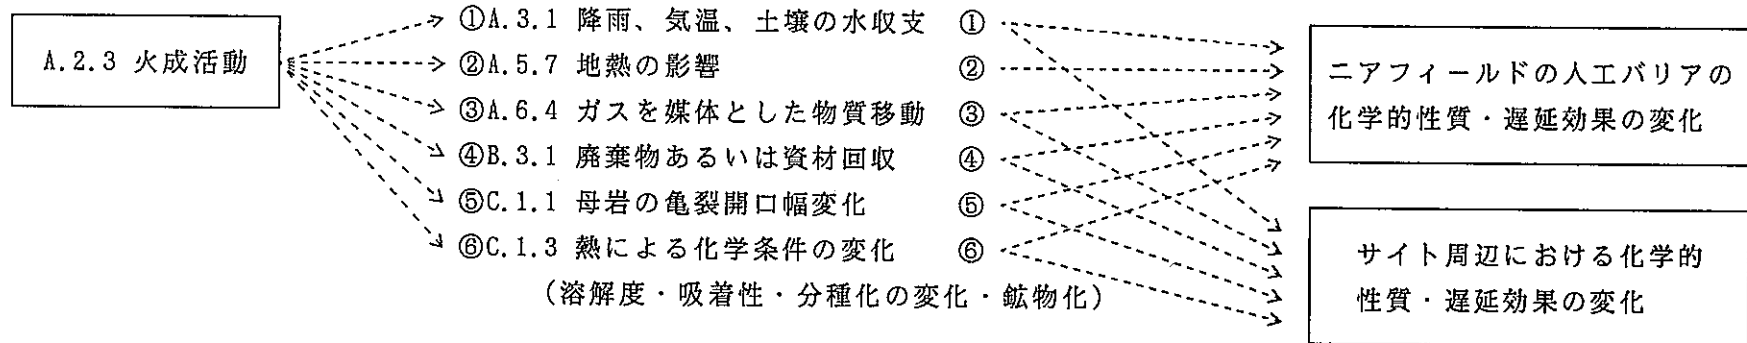 A.2.3 火成活動
①A.3.1 降雨、気温、土壌の水収支 ①
②A.5.7 地熱の影響 ②
③A.6.4 ガスを媒体とした物質移動 ③
④B.3.1 廃棄物あるいは資材回収 ④
⑤C.1.1 母岩の亀裂開口幅変化 ⑤
⑥C.1.3 熱による化学条件の変化 ⑥
(溶解度・吸着性・分種化の変化・鉱物化)
ニアフィールドの人工バリアの
化学的性質・遅延効果の変化
サイト周辺における化学的
性質・遅延効果の変化